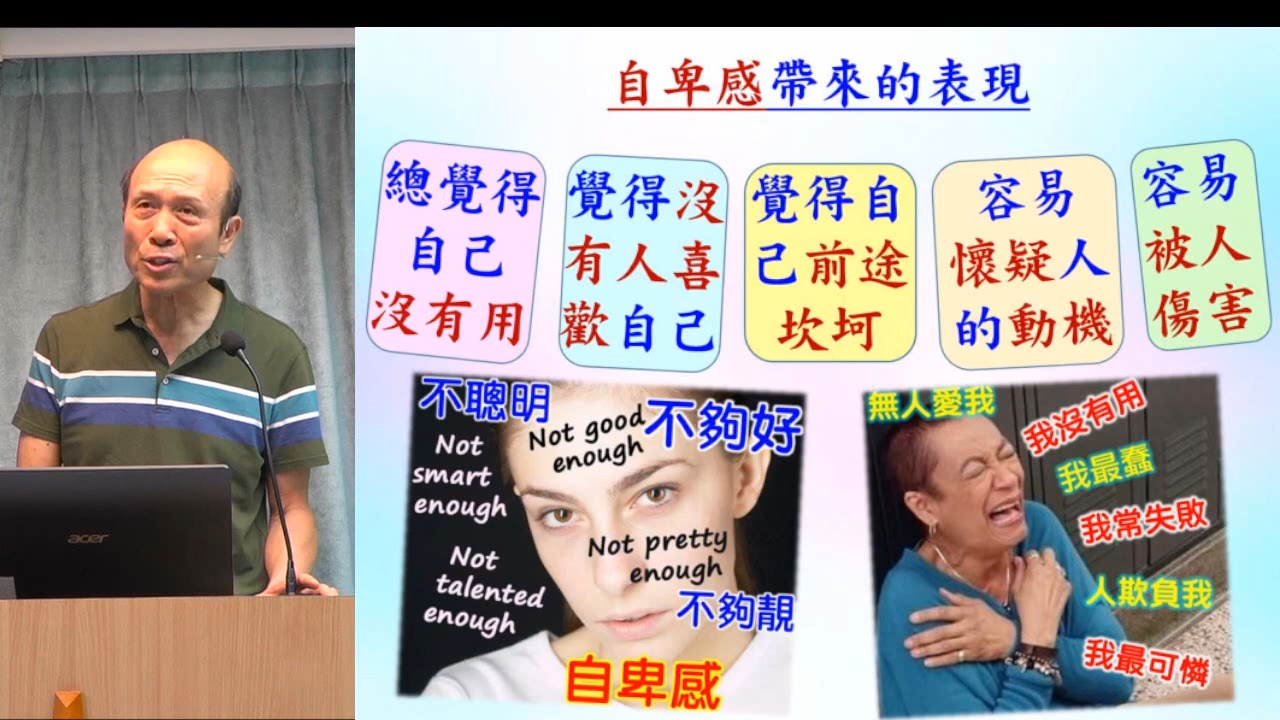 自卑感帶來的表現
總覺得
自己
沒有用
覺得沒
有人喜
歡自己
覺得自
己前途
坎坷
容易
懷疑人
的動機
容易
被人
傷害
不聰明
Not
smart
enough
Not good
enough
不夠好
Not pretty
enough
Not
talented
enough
不夠靚
自卑感
無人愛我
我沒有用
我最蠢
我常失敗
人欺負我
我最可憐
acer